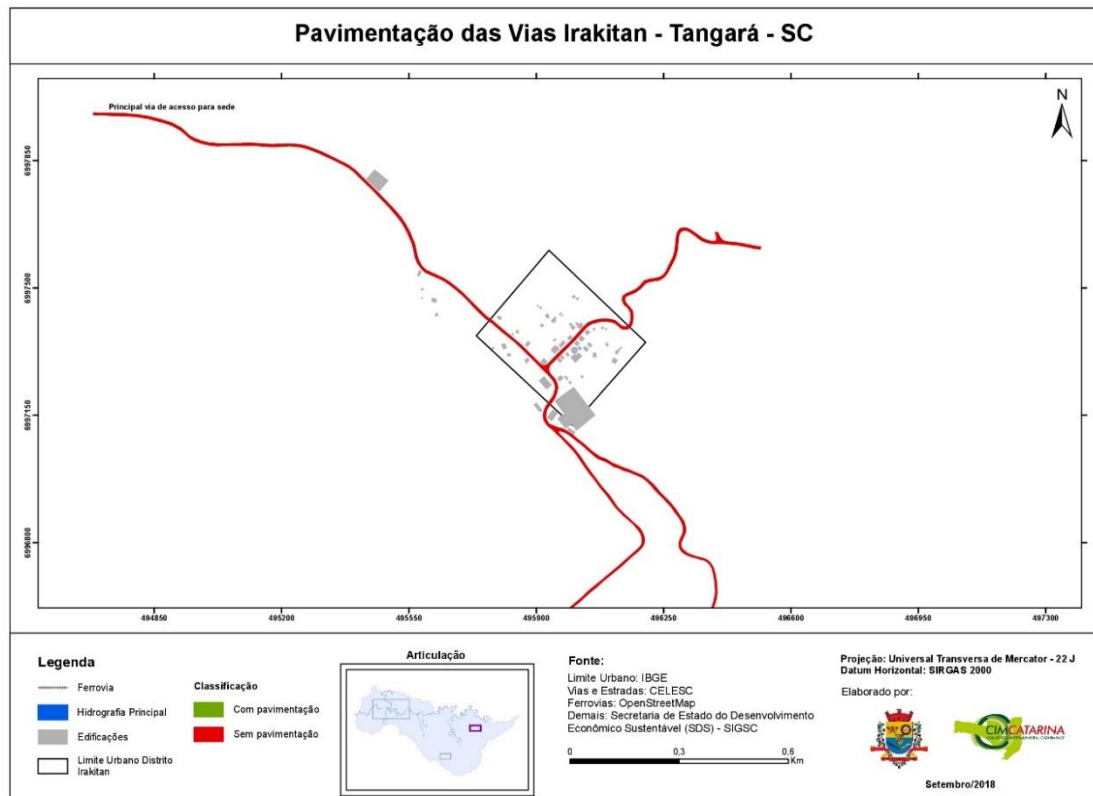 Pavimentação das Vias Irakitan - Tangará - SC
Principal via de acesso para sede
N
6997850
6997500
6997150
6996800
494850
495200
495550
495900
496250
496600
496950
497300
Legenda
Ferrovia
Hidrografia Principal
Edificações
Limite Urbano Distrito
Irakitan
Classificação
Com pavimentação
Sem pavimentação
Articulação
Fonte:
Limite Urbano: IBGE
Vias e Estradas: CELESC
Ferrovias: OpenStreetMap
Demais: Secretaria de Estado do Desenvolvimento
Econômico Sustentável (SDS) - SIGSC
0 0,3 0,6
Km
Projeção: Universal Transversa de Mercator - 22 J
Datum Horizontal: SIRGAS 2000
Elaborado por:
CIMCATARINA
Setembro/2018